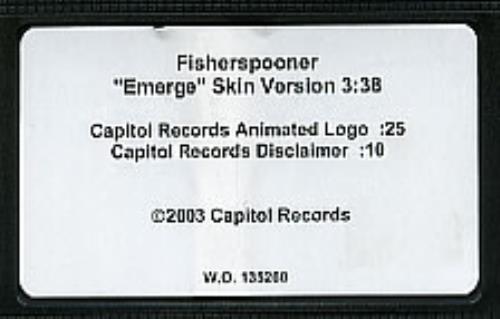 Fisherspooner
"Emerge" Skin Version 3:38
Capitol Records Animated Logo :25
Capitol Records Disclaimer :10
©2003 Capitol Records
W.O. 135260